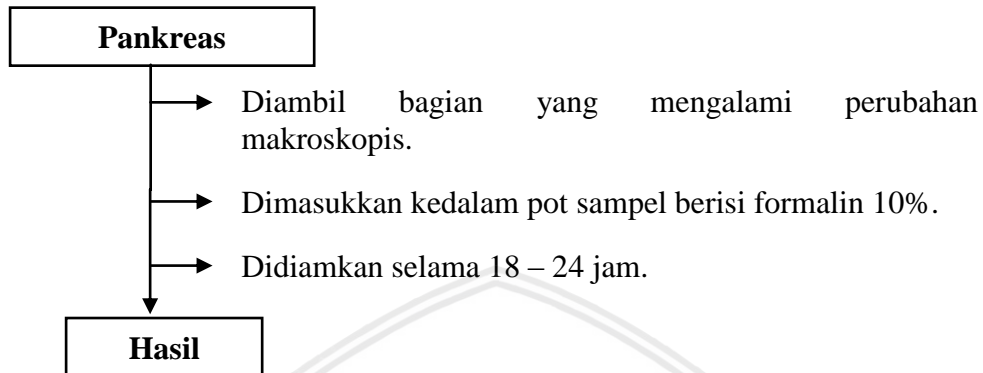 Pankreas
Diambil bagian yang mengalami perubahan
makroskopis.
Dimasukkan kedalam pot sampel berisi formalin 10%.
Didiamkan selama 18 – 24 jam.
Hasil